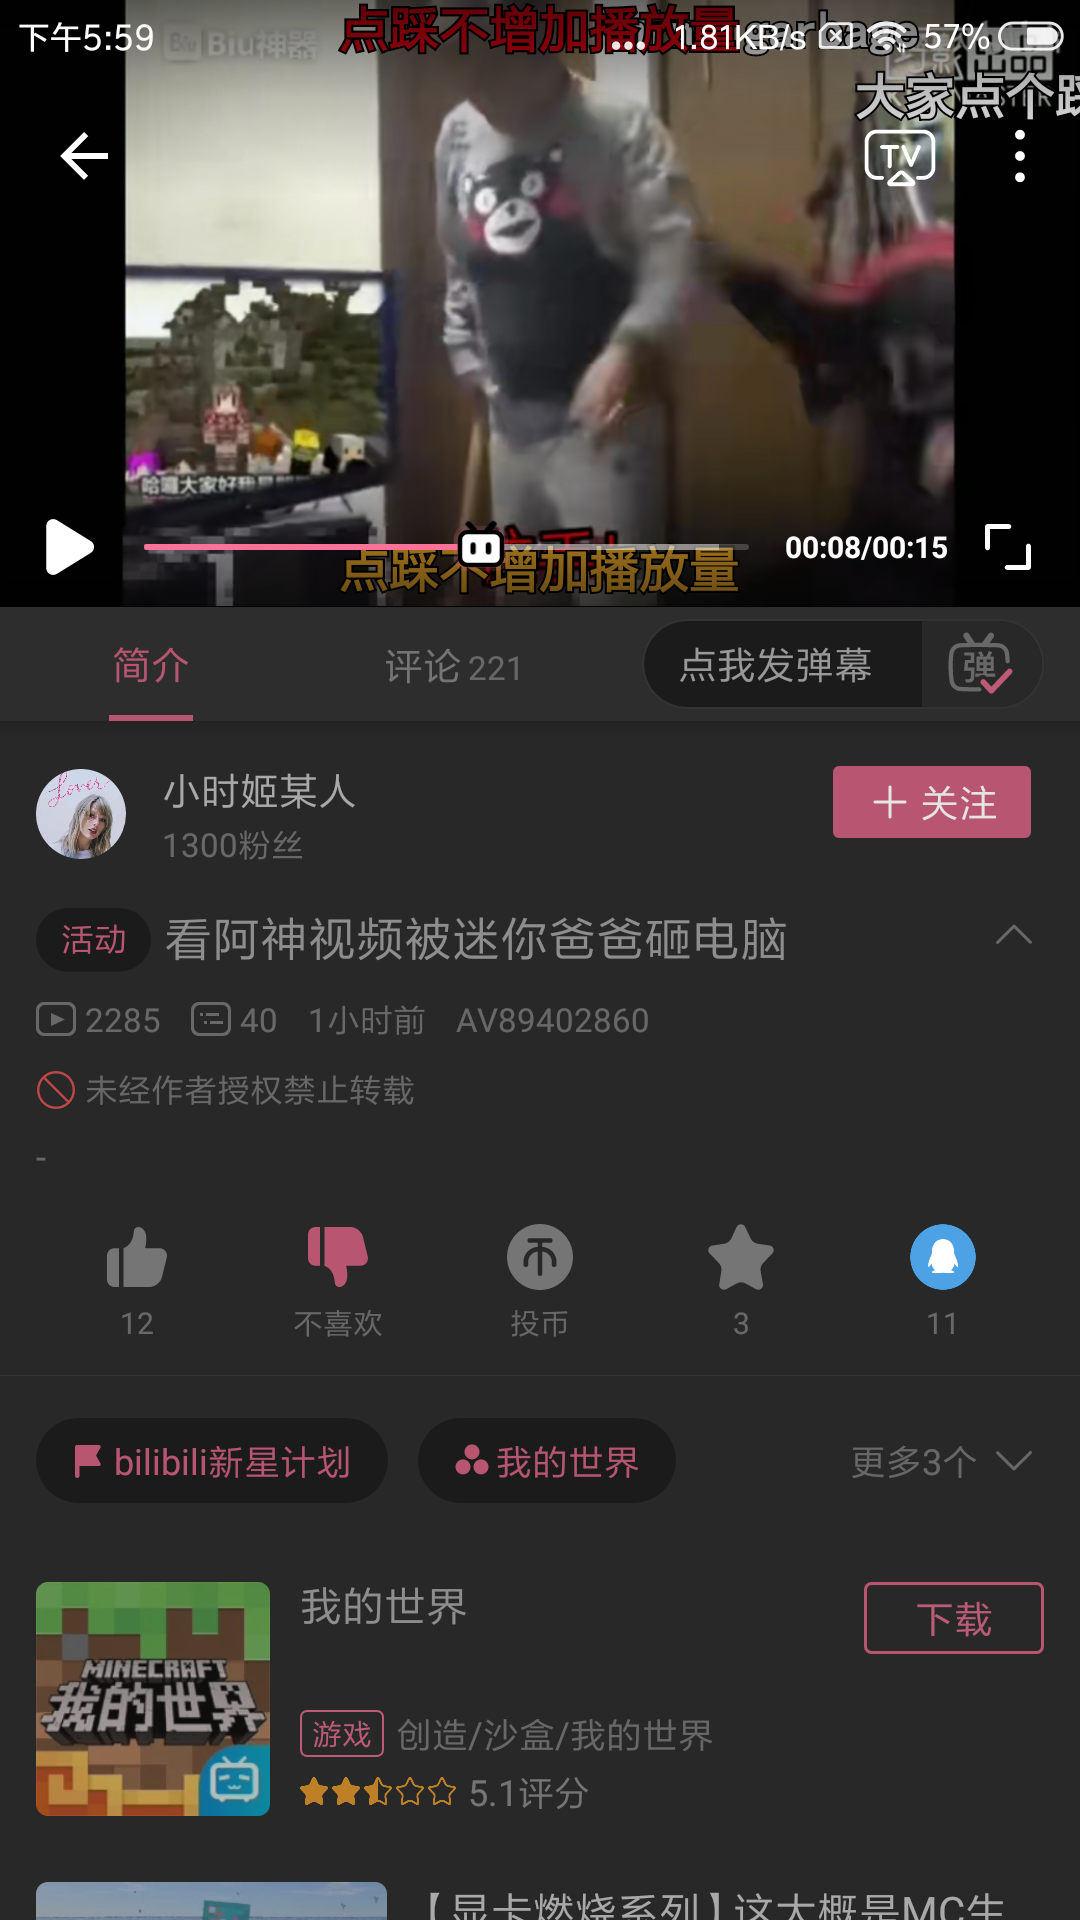 下午5:59
Biu神器
点踩不增加播放量
garbage
...1.81KB/s
57%
出品
大家点个踩
TV
哈囉大家好我是
点踩不增加播放量
00:08/00:15
简介
评论 221
点我发弹幕
弹
Lover
小时姬某人
1300粉丝
＋ 关注
活动 看阿神视频被迷你爸爸砸电脑
2285 40 1小时前 AV89402860
未经作者授权禁止转载
-
12 不喜欢 投币 3 11
bilibili新星计划 我的世界 更多3个
MINECRAFT
我的世界
我的世界
下载
游戏 创造/沙盒/我的世界
5.1评分
【显卡燃烧系列】这大概是MC生